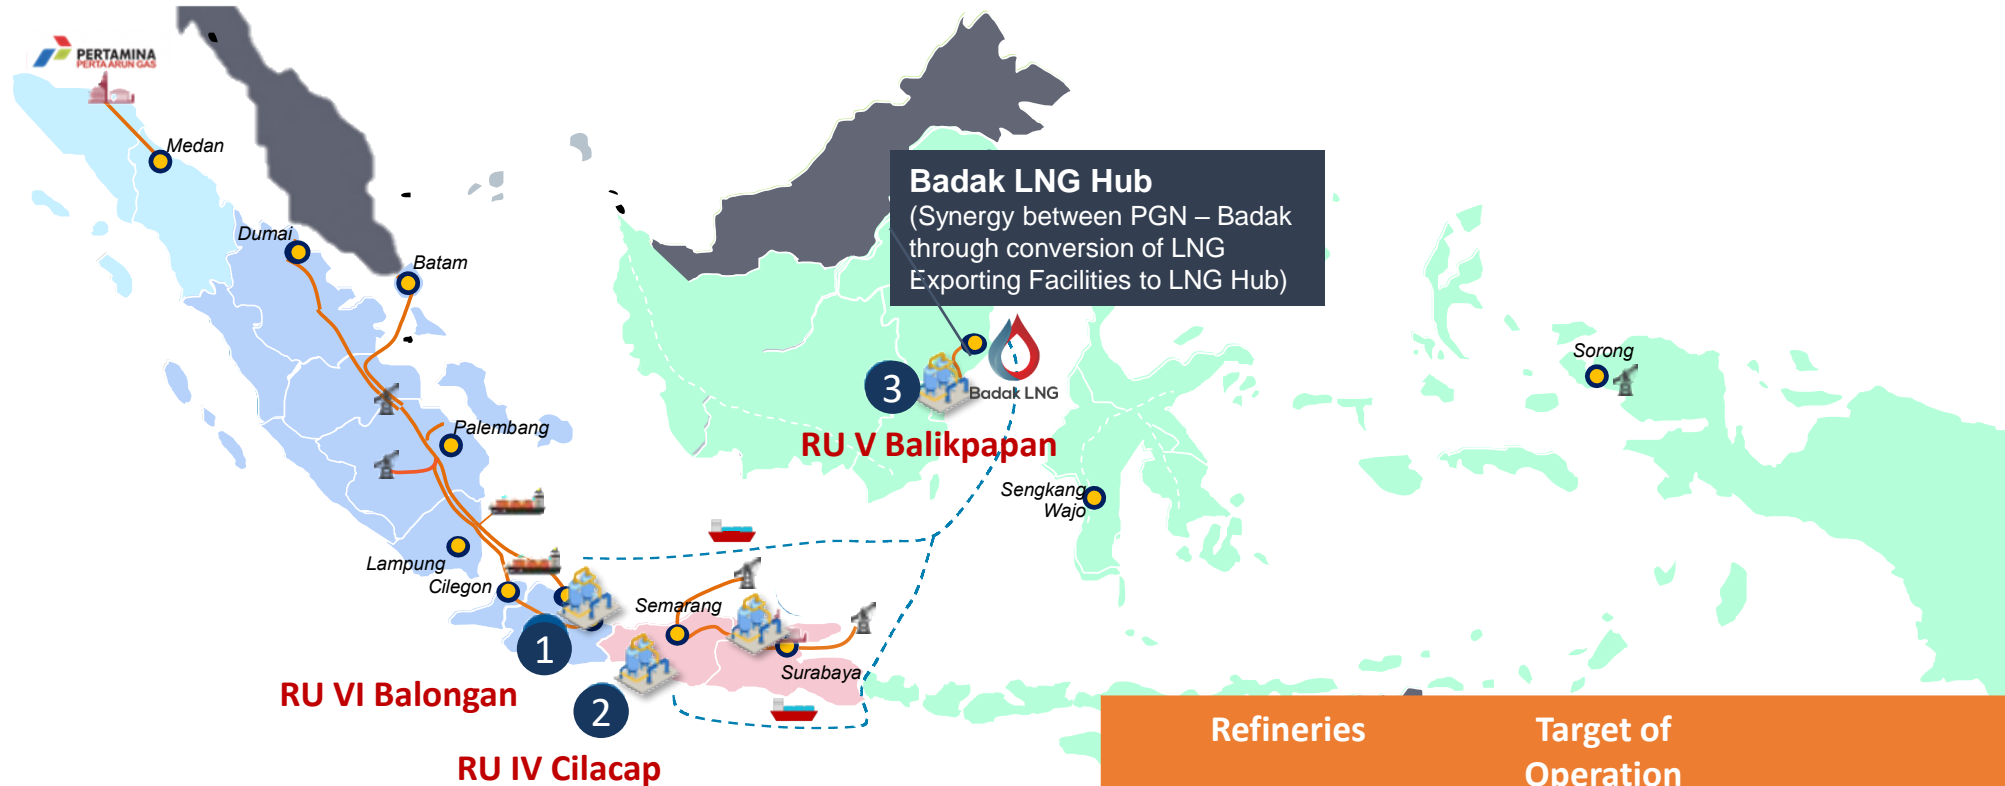 PERTAMINA
PERTA ARUN GAS
Medan
Dumai
Batam
Badak LNG Hub
(Synergy between PGN – Badak
through conversion of LNG
Exporting Facilities to LNG Hub)
Sorong
3
Badak LNG
RU V Balikpapan
Palembang
Sengkang
Wajo
Lampung
Cilegon
Semarang
1
Surabaya
RU VI Balongan
2
RU IV Cilacap
Refineries
Target of
Operation